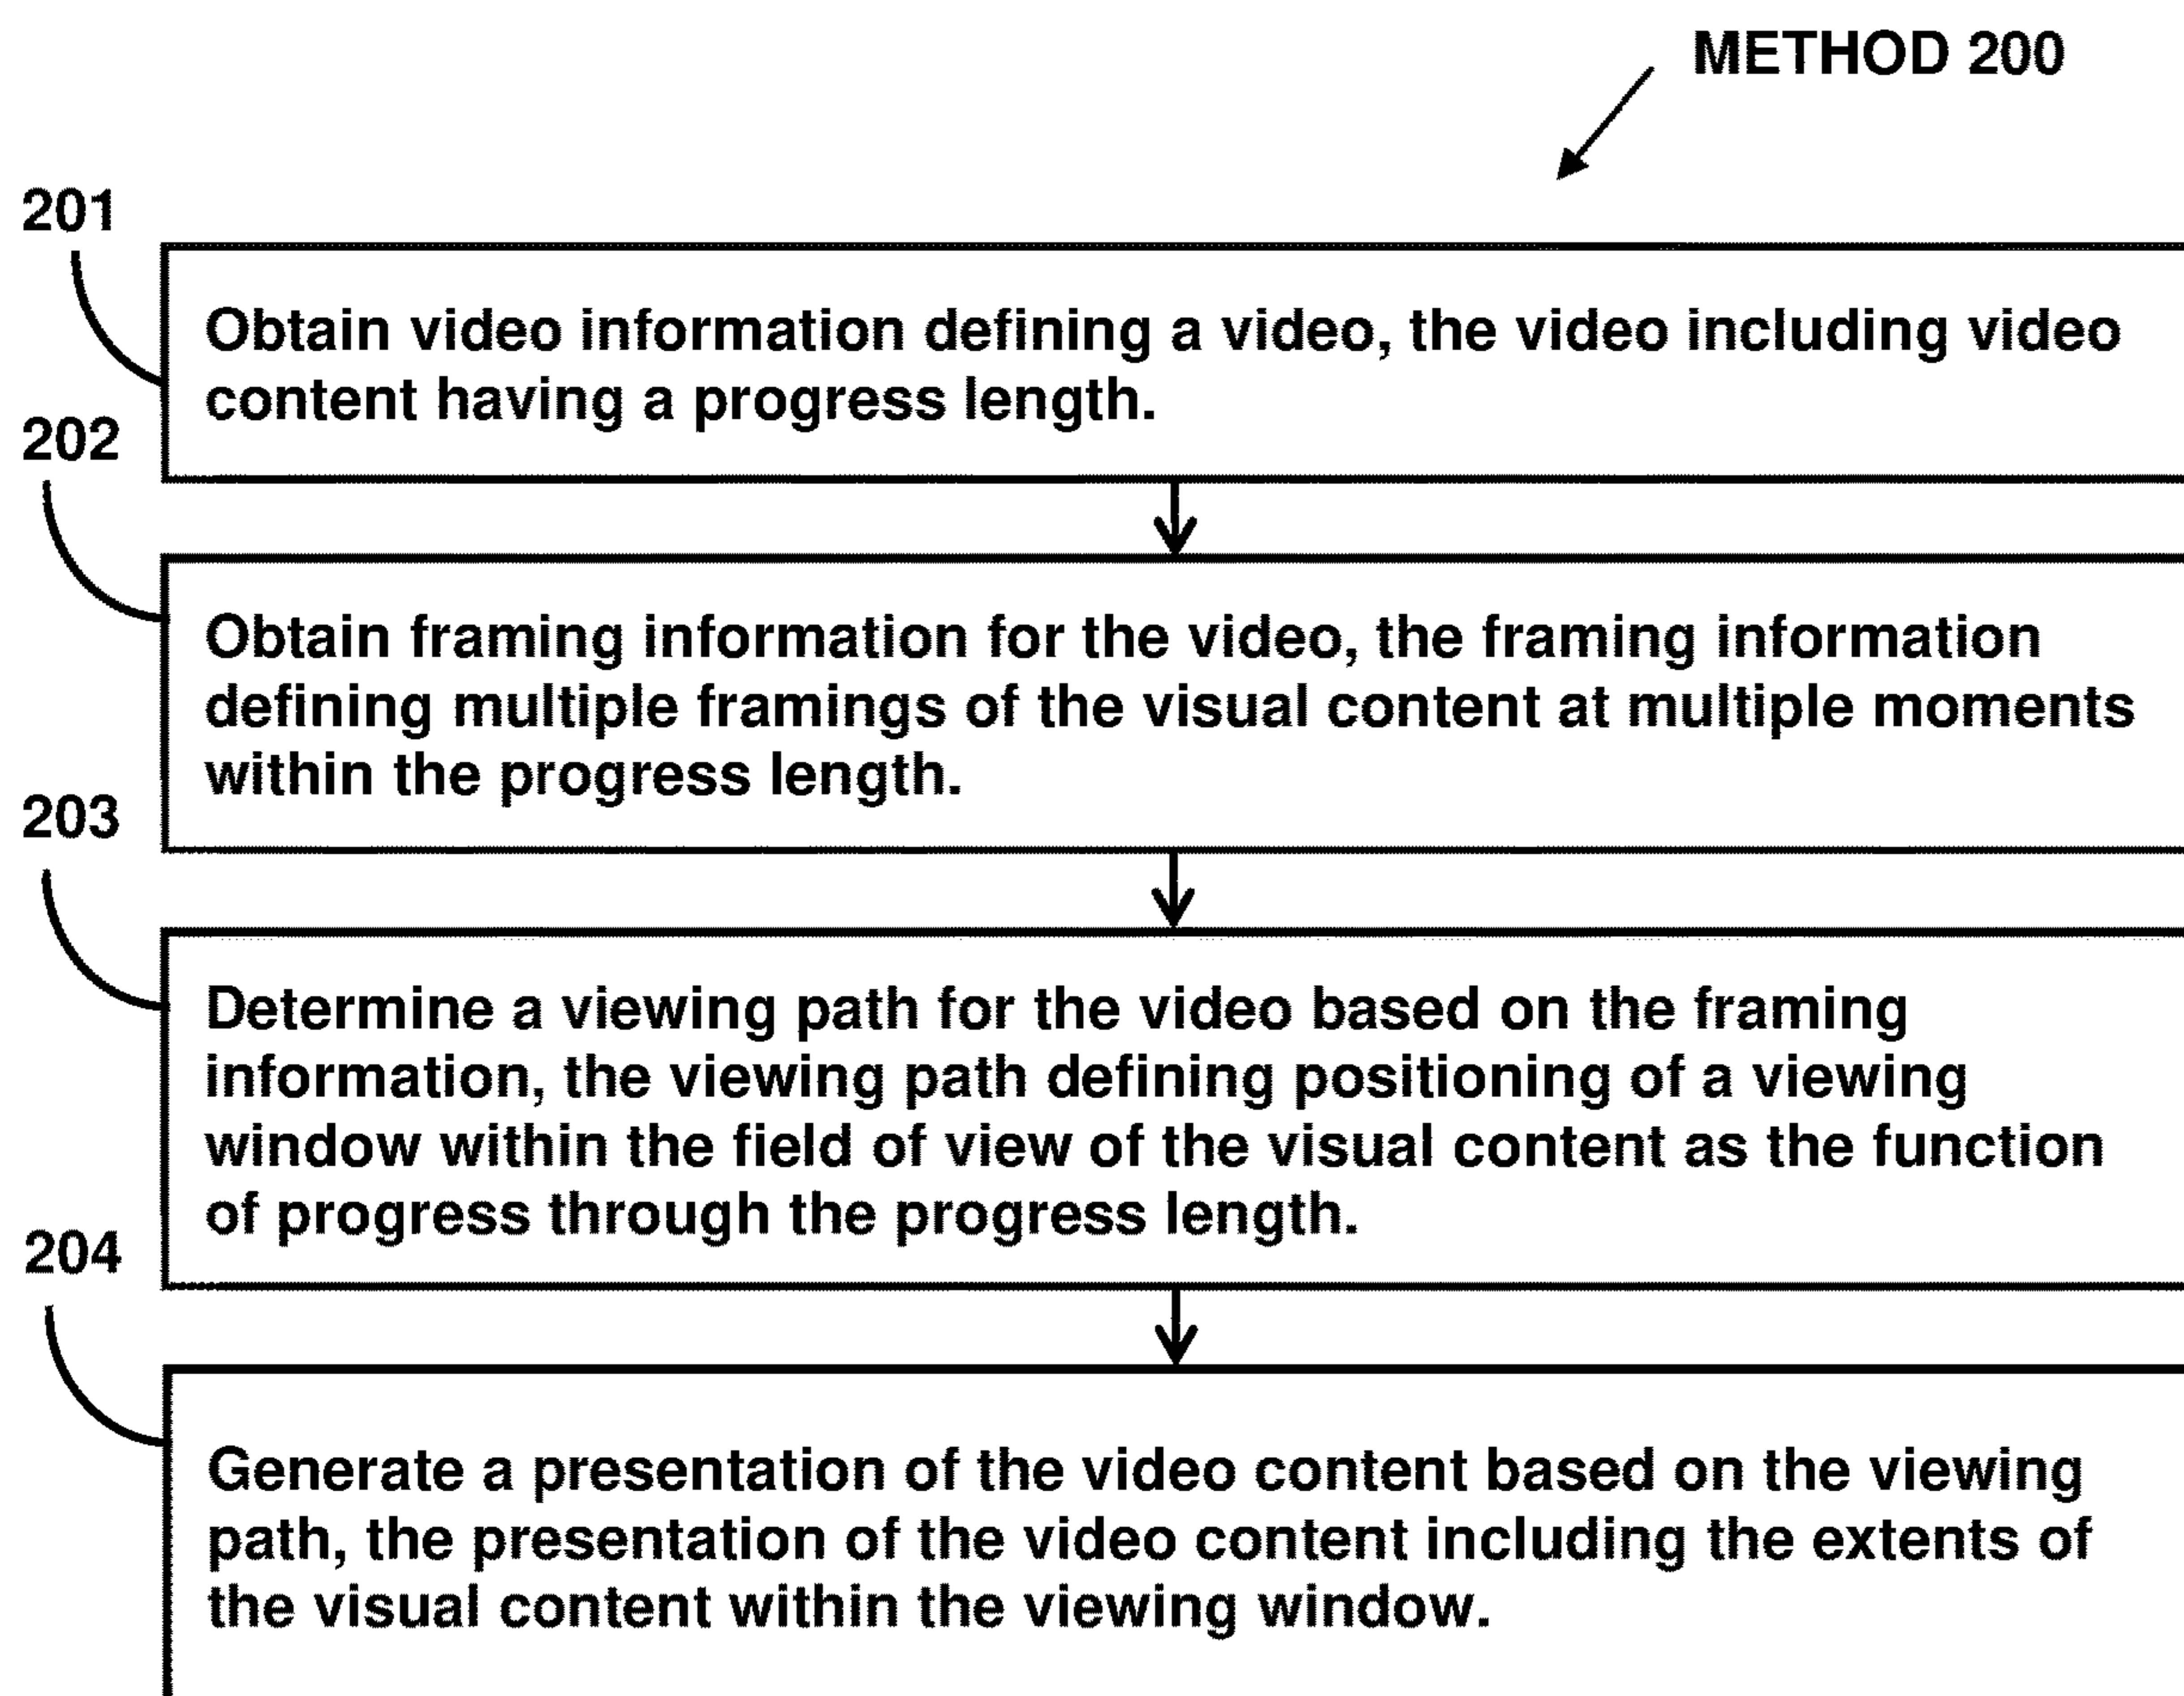 METHOD 200
201
Obtain video information defining a video, the video including video
content having a progress length.
202
Obtain framing information for the video, the framing information
defining multiple framings of the visual content at multiple moments
within the progress length.
203
Determine a viewing path for the video based on the framing
information, the viewing path defining positioning of a viewing
window within the field of view of the visual content as the function
of progress through the progress length.
204
Generate a presentation of the video content based on the viewing
path, the presentation of the video content including the extents of
the visual content within the viewing window.